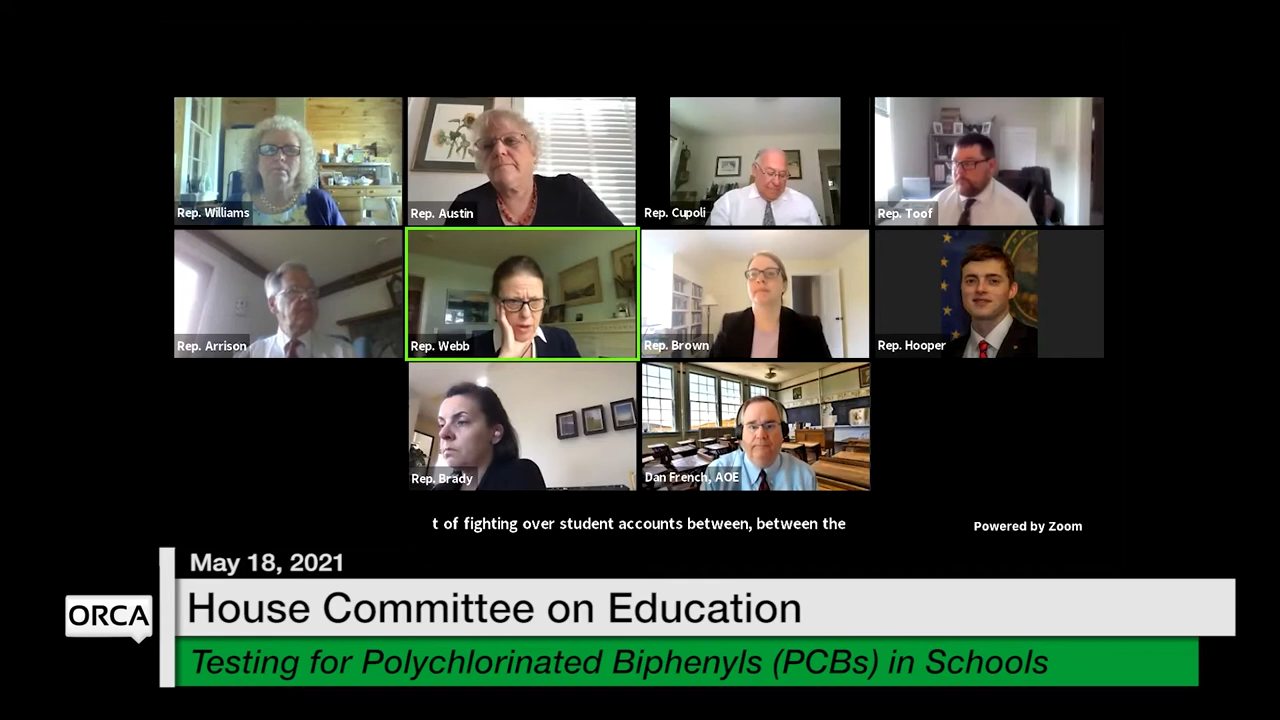 Rep. Williams
Rep. Austin
Rep. Cupoli
Rep. Toof
Rep. Arrison
Rep. Webb
Rep. Brown
Rep. Hooper
Rep. Brady
Dan French, AOE
t of fighting over student accounts between, between the
Powered by Zoom
May 18, 2021
ORCA
House Committee on Education
Testing for Polychlorinated Biphenyls (PCBs) in Schools